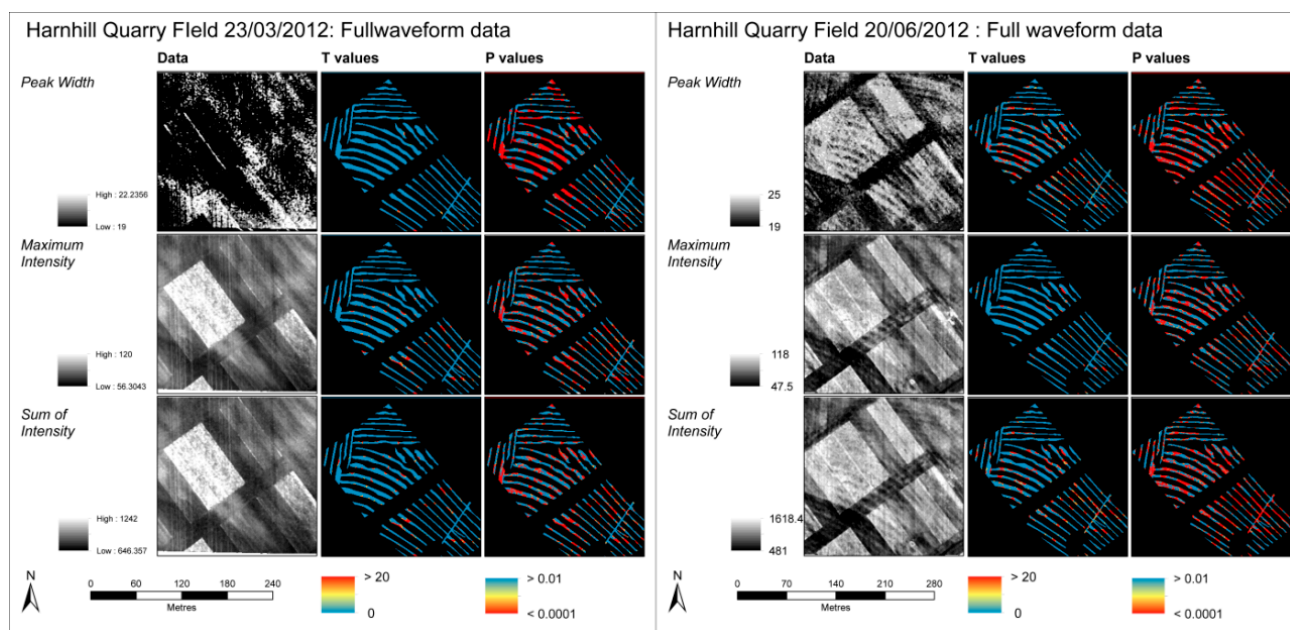 Harnhill Quarry FIeld 23/03/2012: Fullwaveform data
Data T values P values
Peak Width
High : 22.2356
Low : 19
Maximum
Intensity
High : 120
Low : 56.3043
Sum of
Intensity
High : 1242
Low : 646.357
N
0 60 120 180 240
Metres
> 20
0
> 0.01
< 0.0001
Harnhill Quarry Field 20/06/2012 : Full waveform data
Data T values P values
Peak Width
25
19
Maximum
Intensity
118
47.5
Sum of
Intensity
1618.4
481
N
0 70 140 210 280
Metres
> 20
0
> 0.01
< 0.0001